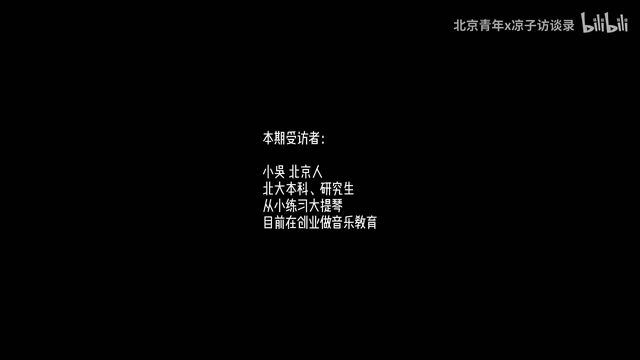 北京青年x凉子访谈录 bilibili
本期受访者：
小吳 北京人
北大本科、研究生
从小练习大提琴
目前在创业做音乐教育